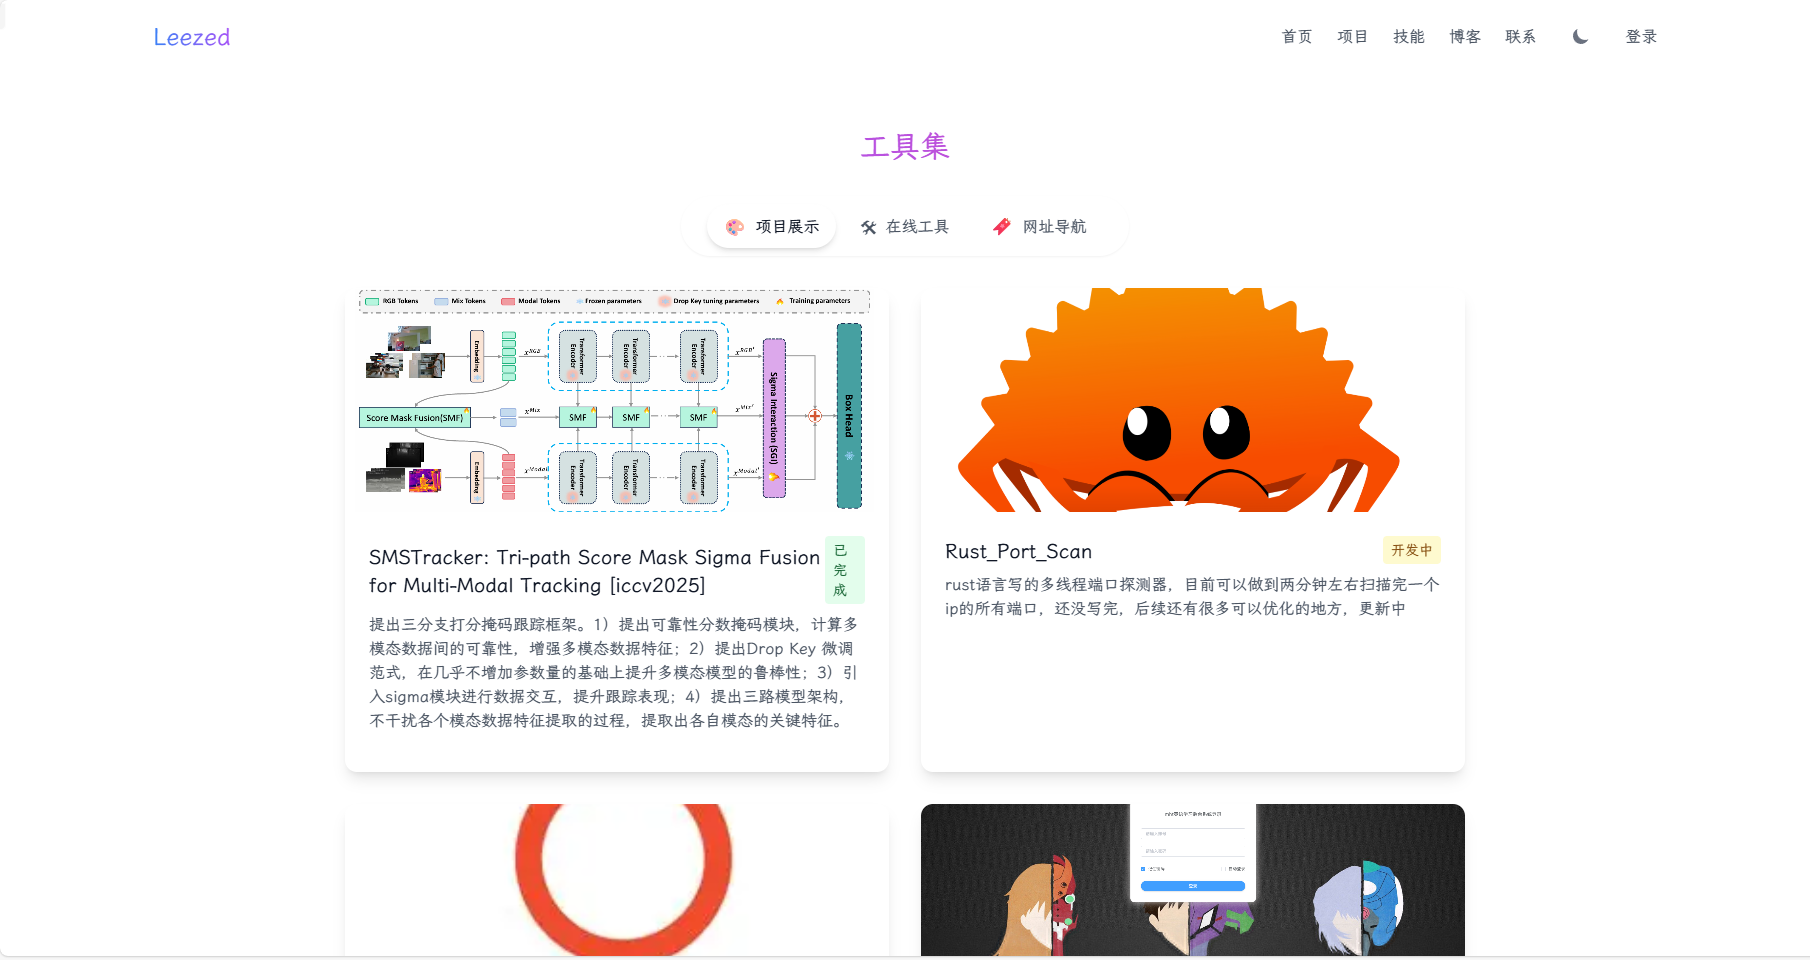 Leezed
首页 项目 技能 博客 联系 登录
工具集
项目展示 在线工具 网址导航
RGB Tokens Mix Tokens Modal Tokens Frozen parameters Drop Key tuning parameters Training parameters
Embedding
x^RGB
Transformer Encoder
Transformer Encoder
Transformer Encoder
x^RGB'
Sigma Interaction (SGI)
Box Head
Score Mask Fusion(SMF)
x^Mix
SMF
SMF
SMF
x^Mix'
Embedding
x^Modal
Transformer Encoder
Transformer Encoder
Transformer Encoder
x^Modal'
SMSTracker: Tri-path Score Mask Sigma Fusion
for Multi-Modal Tracking [iccv2025]
已
完
成
提出三分支打分掩码跟踪框架。1）提出可靠性分数掩码模块，计算多
模态数据间的可靠性，增强多模态数据特征；2）提出Drop Key 微调
范式，在几乎不增加参数量的基础上提升多模态模型的鲁棒性；3）引
入sigma模块进行数据交互，提升跟踪表现；4）提出三路模型架构，
不干扰各个模态数据特征提取的过程，提取出各自模态的关键特征。
Rust_Port_Scan
开发中
rust语言写的多线程端口探测器，目前可以做到两分钟左右扫描完一个
ip的所有端口，还没写完，后续还有很多可以优化的地方，更新中